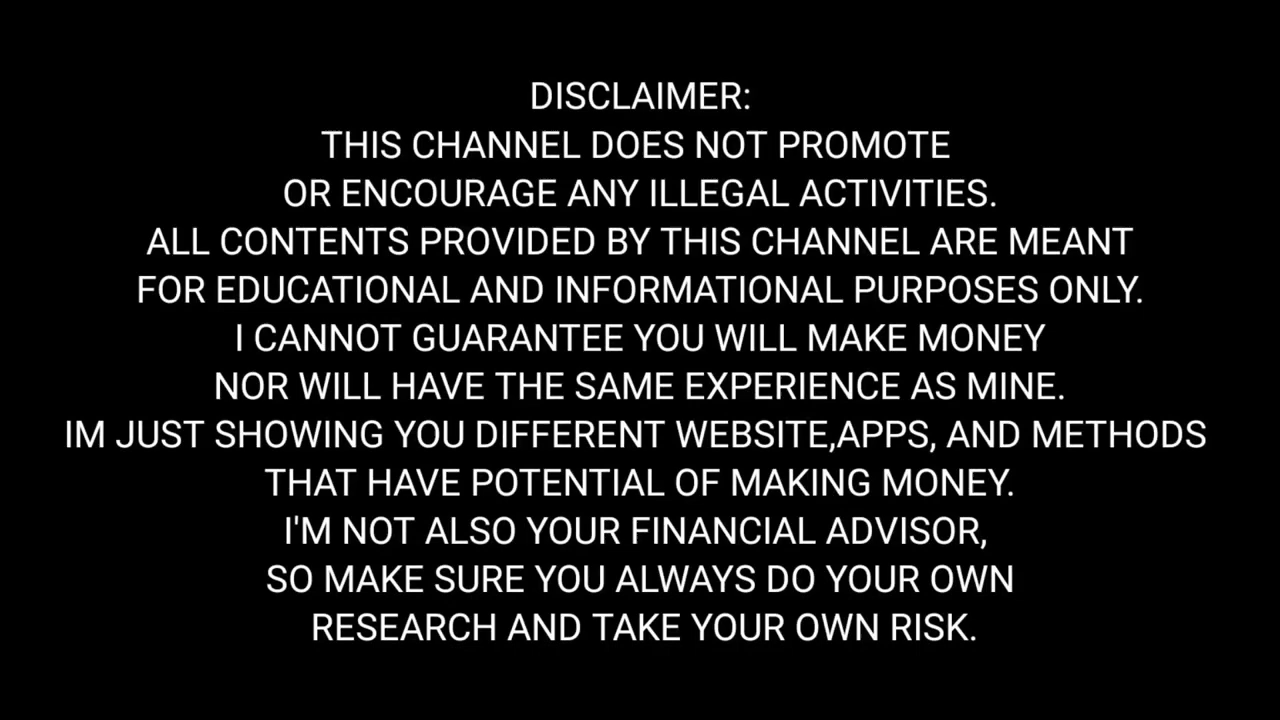 DISCLAIMER:
THIS CHANNEL DOES NOT PROMOTE
OR ENCOURAGE ANY ILLEGAL ACTIVITIES.
ALL CONTENTS PROVIDED BY THIS CHANNEL ARE MEANT
FOR EDUCATIONAL AND INFORMATIONAL PURPOSES ONLY.
I CANNOT GUARANTEE YOU WILL MAKE MONEY
NOR WILL HAVE THE SAME EXPERIENCE AS MINE.
IM JUST SHOWING YOU DIFFERENT WEBSITE,APPS, AND METHODS
THAT HAVE POTENTIAL OF MAKING MONEY.
I'M NOT ALSO YOUR FINANCIAL ADVISOR,
SO MAKE SURE YOU ALWAYS DO YOUR OWN
RESEARCH AND TAKE YOUR OWN RISK.